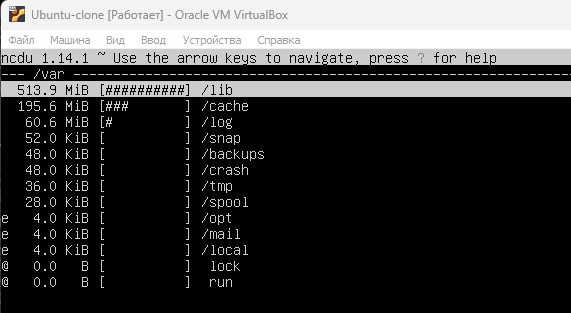 Ubuntu-clone [Работает] - Oracle VM VirtualBox
Файл Машина Вид Ввод Устройства Справка
ncdu 1.14.1 ~ Use the arrow keys to navigate, press ? for help
--- /var ----------------------------------------------------
  513.9 MiB [##########] /lib
  195.6 MiB [###       ] /cache
   60.6 MiB [#         ] /log
   52.0 KiB [          ] /snap
   48.0 KiB [          ] /backups
   48.0 KiB [          ] /crash
   36.0 KiB [          ] /tmp
   28.0 KiB [          ] /spool
e   4.0 KiB [          ] /opt
e   4.0 KiB [          ] /mail
e   4.0 KiB [          ] /local
@   0.0   B [          ]  lock
@   0.0   B [          ]  run